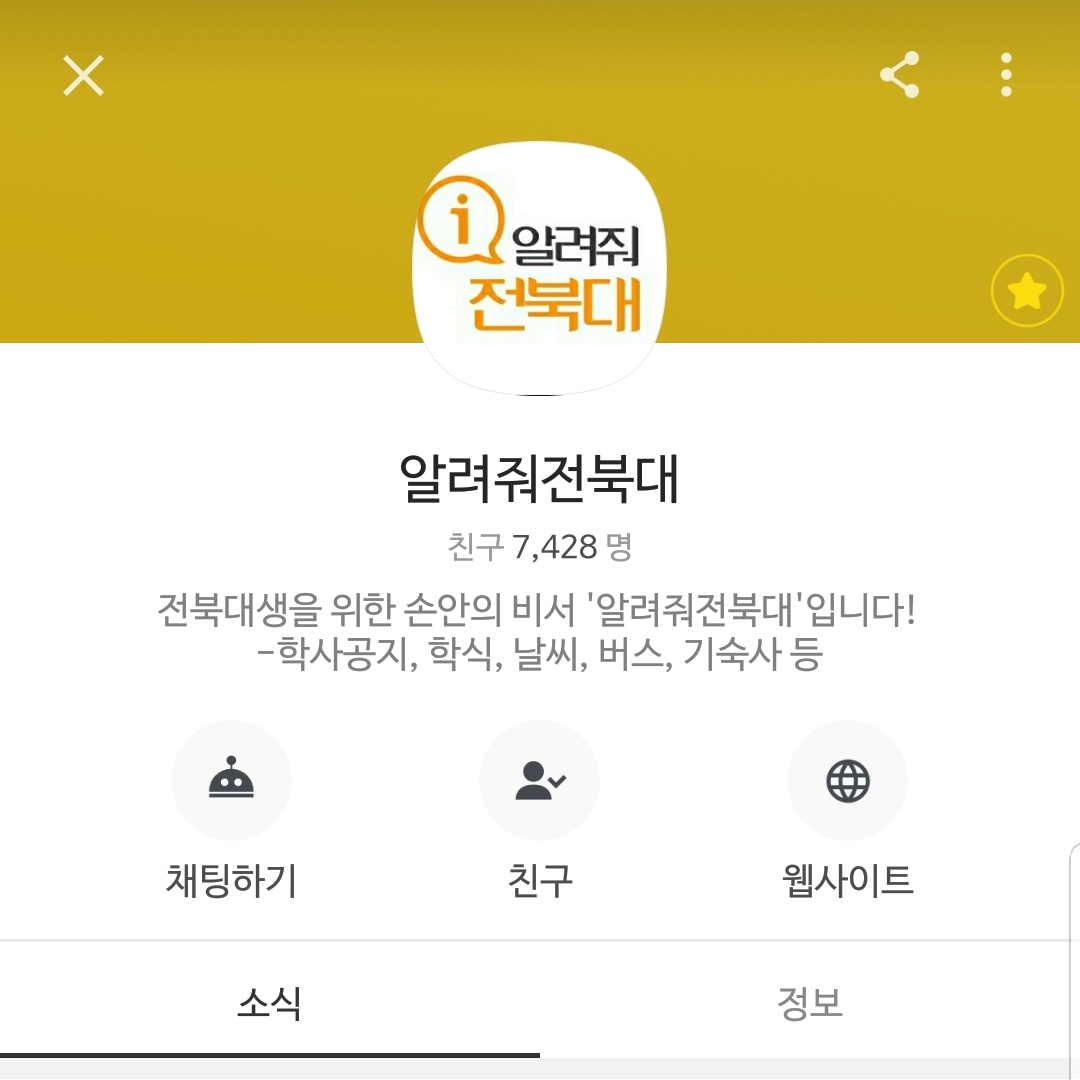 i 알려줘
전북대
알려줘전북대
친구 7,428 명
전북대생을 위한 손안의 비서 '알려줘전북대'입니다!
-학사공지, 학식, 날씨, 버스, 기숙사 등
채팅하기 친구 웹사이트
소식 정보